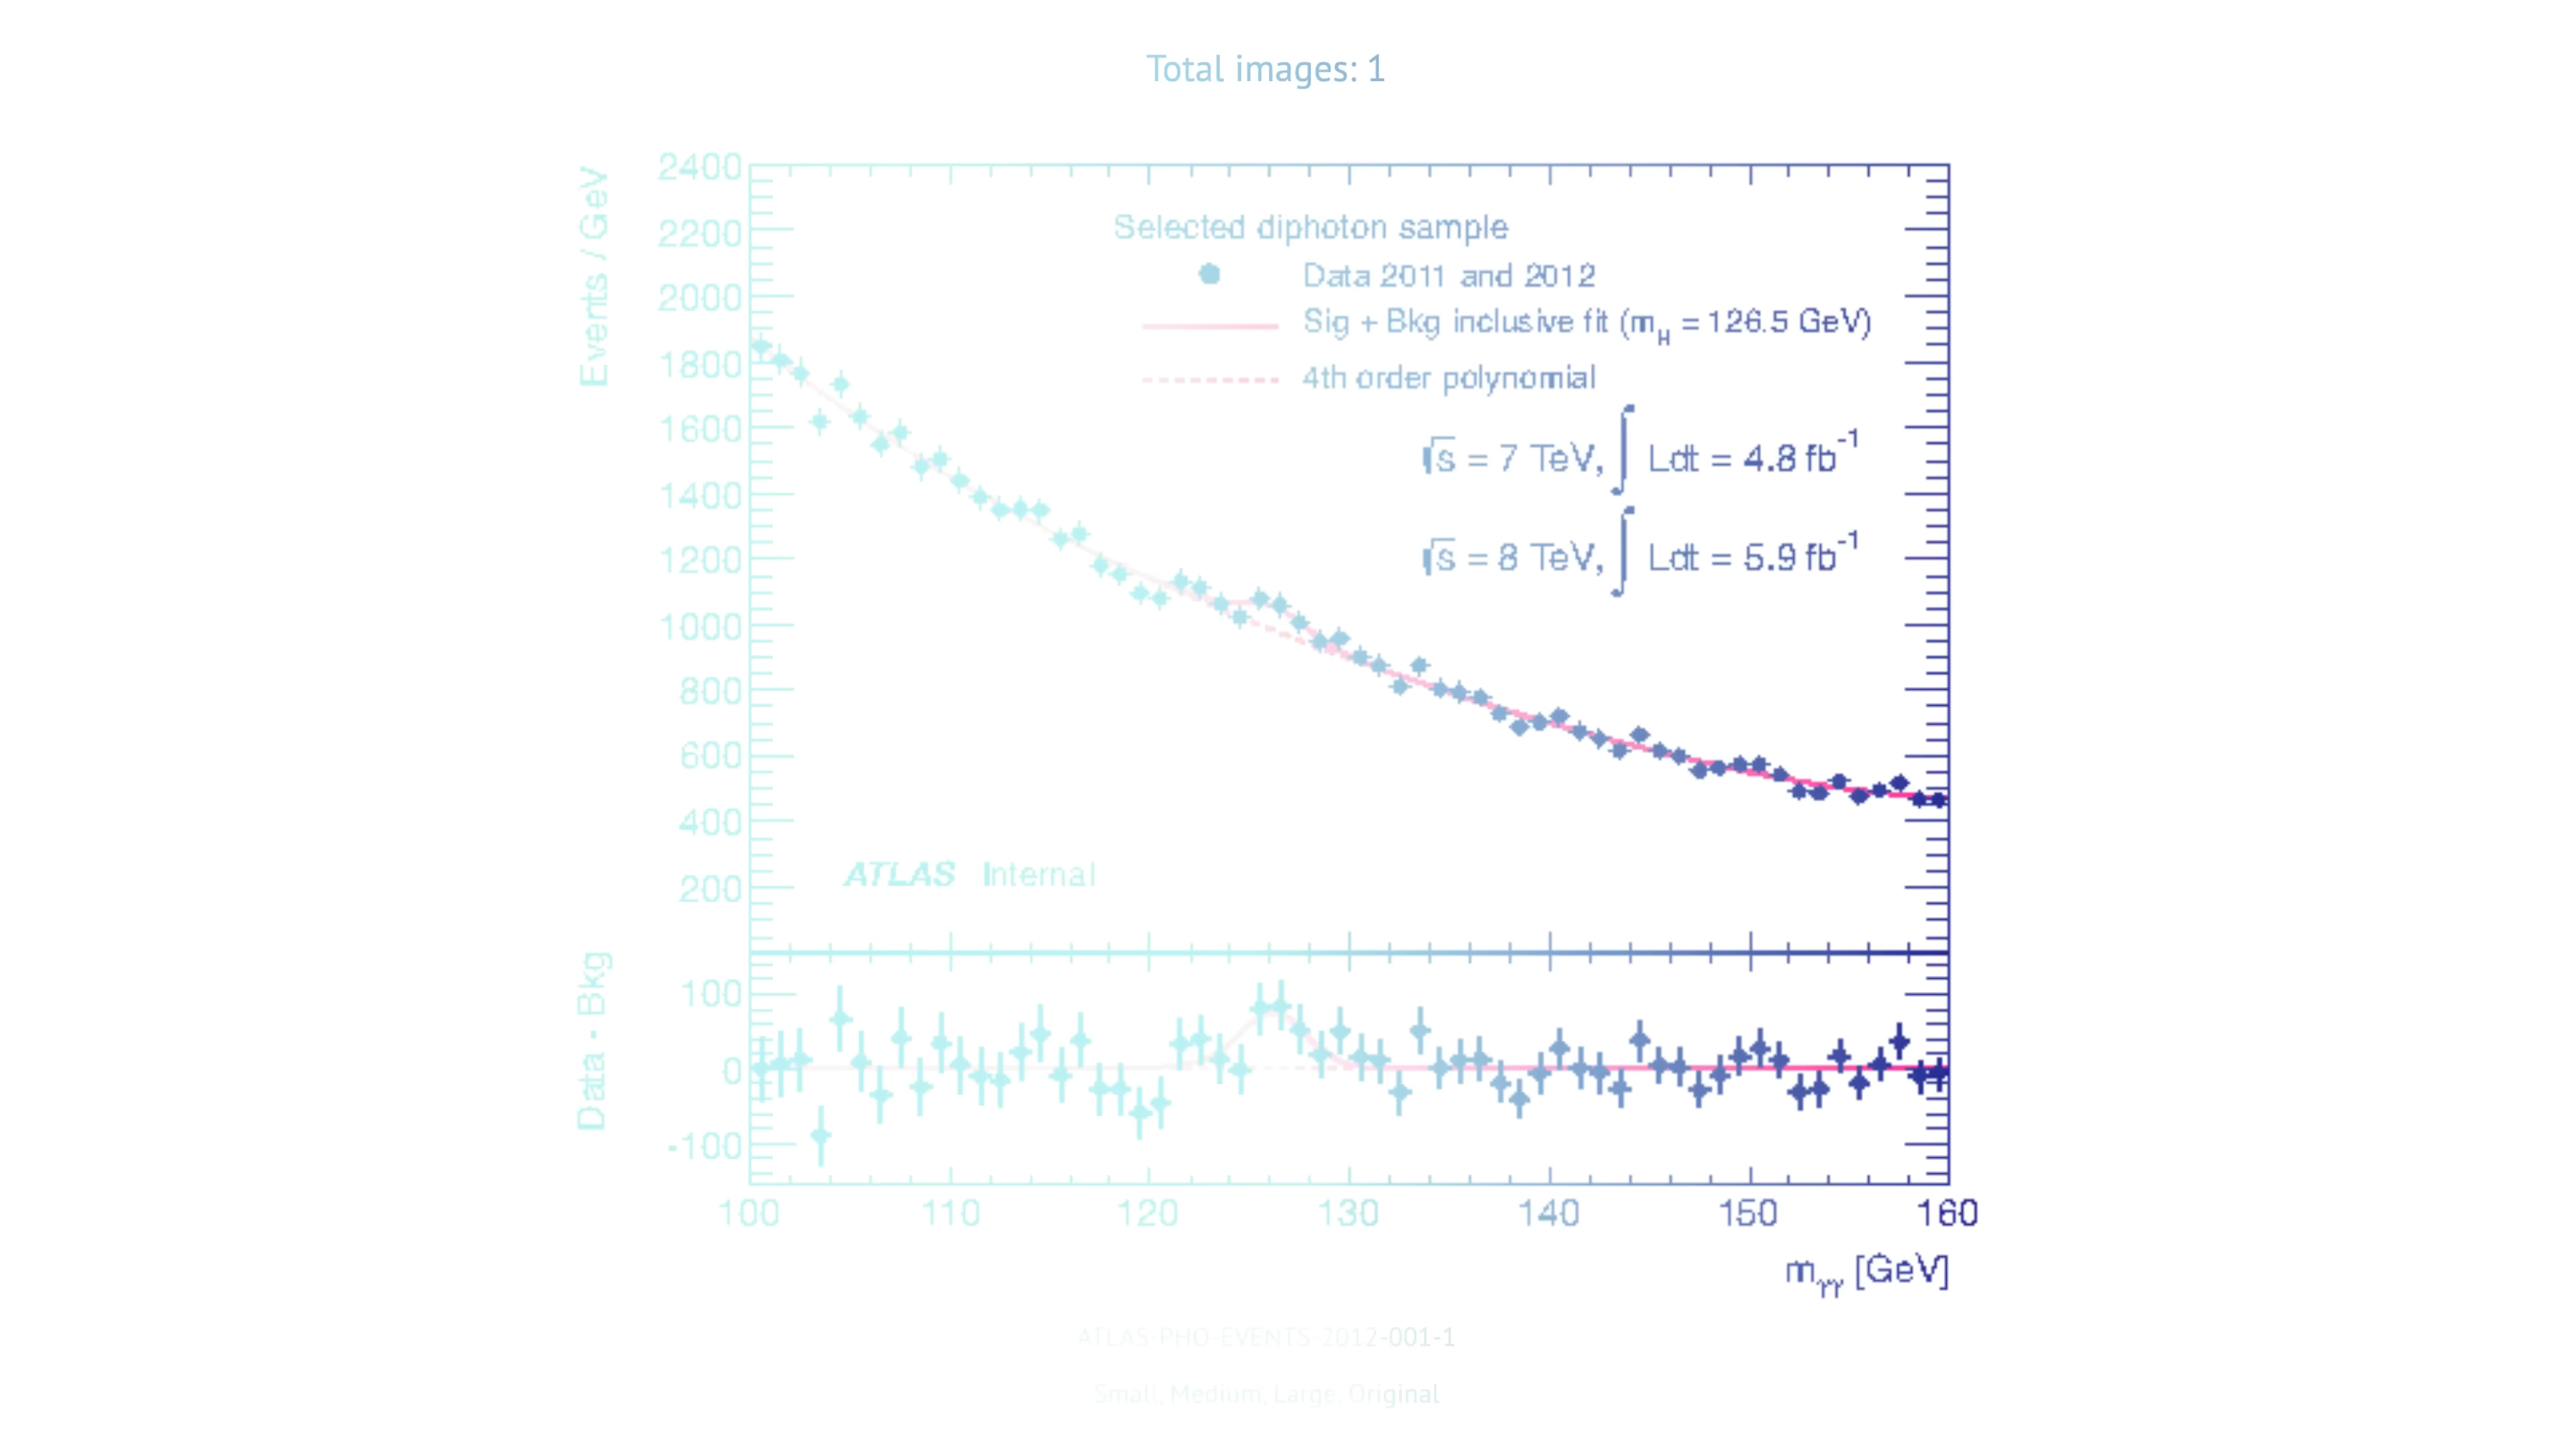 Total images: 1
Events / GeV
2400
2200
2000
1800
1600
1400
1200
1000
800
600
400
200
Selected diphoton sample
Data 2011 and 2012
Sig + Bkg inclusive fit (m_H = 126.5 GeV)
4th order polynomial
√s = 7 TeV, ∫ Ldt = 4.8 fb⁻¹
√s = 8 TeV, ∫ Ldt = 5.9 fb⁻¹
ATLAS Internal
Data - Bkg
100
0
-100
100 110 120 130 140 150 160
m_γγ [GeV]
ATLAS-PHO-EVENTS-2012-001-1
Small, Medium, Large, Original